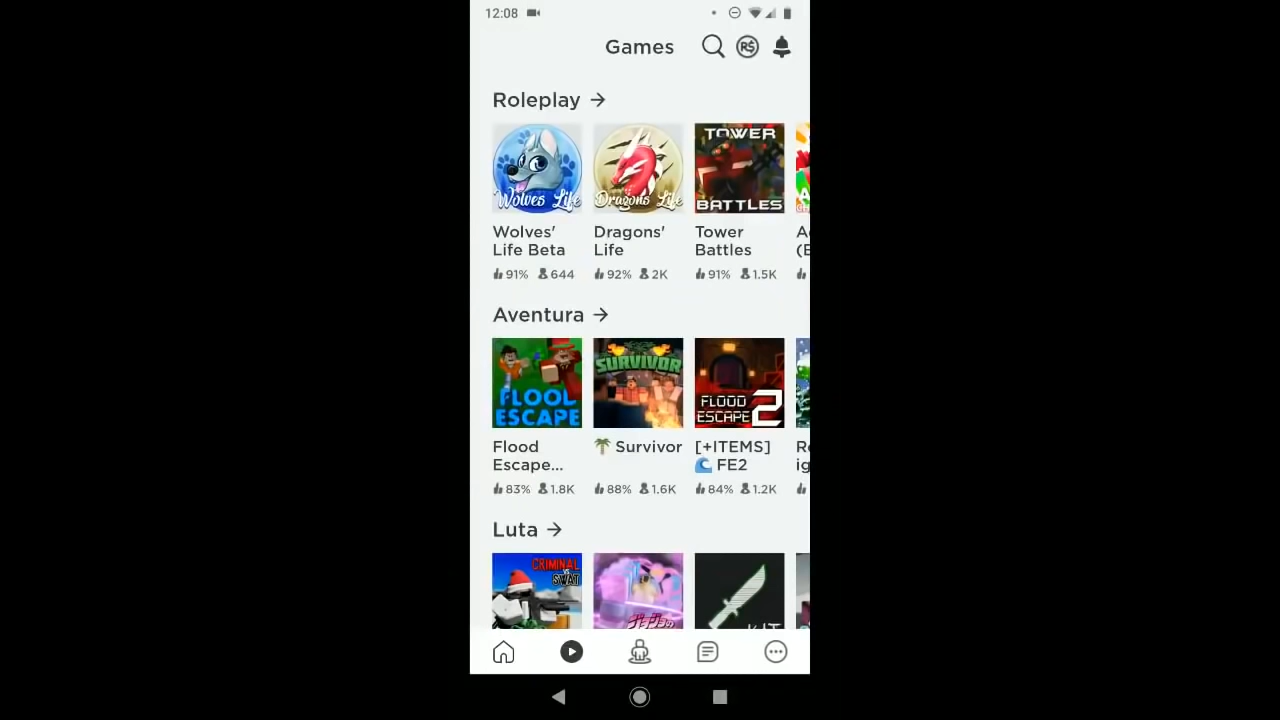 12:08
Games
R$
Roleplay
Wolves Life
Dragons Life
TOWER
BATTLES
Wolves'
Life Beta
Dragons'
Life
Tower
Battles
A
(E
91% 644
92% 2K
91% 1.5K
Aventura
FLOOD
ESCAPE
SURVIVOR
FLOOD
ESCAPE 2
Flood
Escape...
Survivor
[+ITEMS]
FE2
R
ig
83% 1.8K
88% 1.6K
84% 1.2K
Luta
CRIMINAL
VS
SWAT